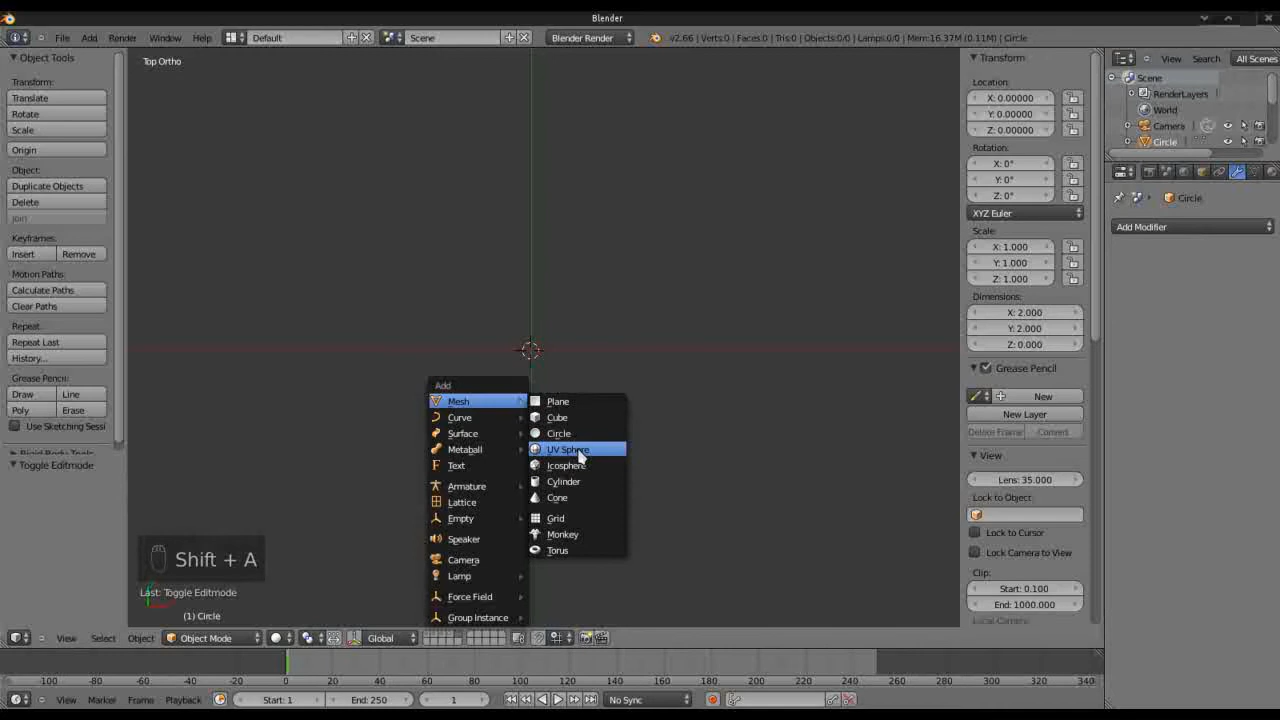 Blender
File Add Render Window Help Default Scene Blender Render v2.66 | Verts:0 | Faces:0 | Tris:0 | Objects:0/0 | Lamps:0/0 | Mem:16.37M (0.11M) | Circle
Object Tools
Transform:
Translate
Rotate
Scale
Origin
Object:
Duplicate Objects
Delete
Join
Keyframes:
Insert Remove
Motion Paths:
Calculate Paths
Clear Paths
Repeat:
Repeat Last
History...
Grease Pencil:
Draw Line
Poly Erase
Use Sketching Sessi
Rigid Body Tools
Toggle Editmode
Top Ortho
Add
Mesh
Curve
Surface
Metaball
Text
Armature
Lattice
Empty
Speaker
Camera
Lamp
Force Field
Group Instance
Plane
Cube
Circle
UV Sphere
Icosphere
Cylinder
Cone
Grid
Monkey
Torus
Shift + A
Last: Toggle Editmode
(1) Circle
Transform
Location:
X: 0.00000
Y: 0.00000
Z: 0.00000
Rotation:
X: 0°
Y: 0°
Z: 0°
XYZ Euler
Scale:
X: 1.000
Y: 1.000
Z: 1.000
Dimensions:
X: 2.000
Y: 2.000
Z: 0.000
Grease Pencil
New
New Layer
Delete Frame Convert
View
Lens: 35.000
Lock to Object:
Lock to Cursor
Lock Camera to View
Clip:
Start: 0.100
End: 1000.000
Local Camera:
View Search All Scenes
Scene
RenderLayers
World
Camera
Circle
Circle
Add Modifier
View Select Object Object Mode Global
-100 -80 -60 -40 -20 0 20 40 60 80 100 120 140 160 180 200 220 240 260 280 300 320 340
View Marker Frame Playback Start: 1 End: 250 1 No Sync